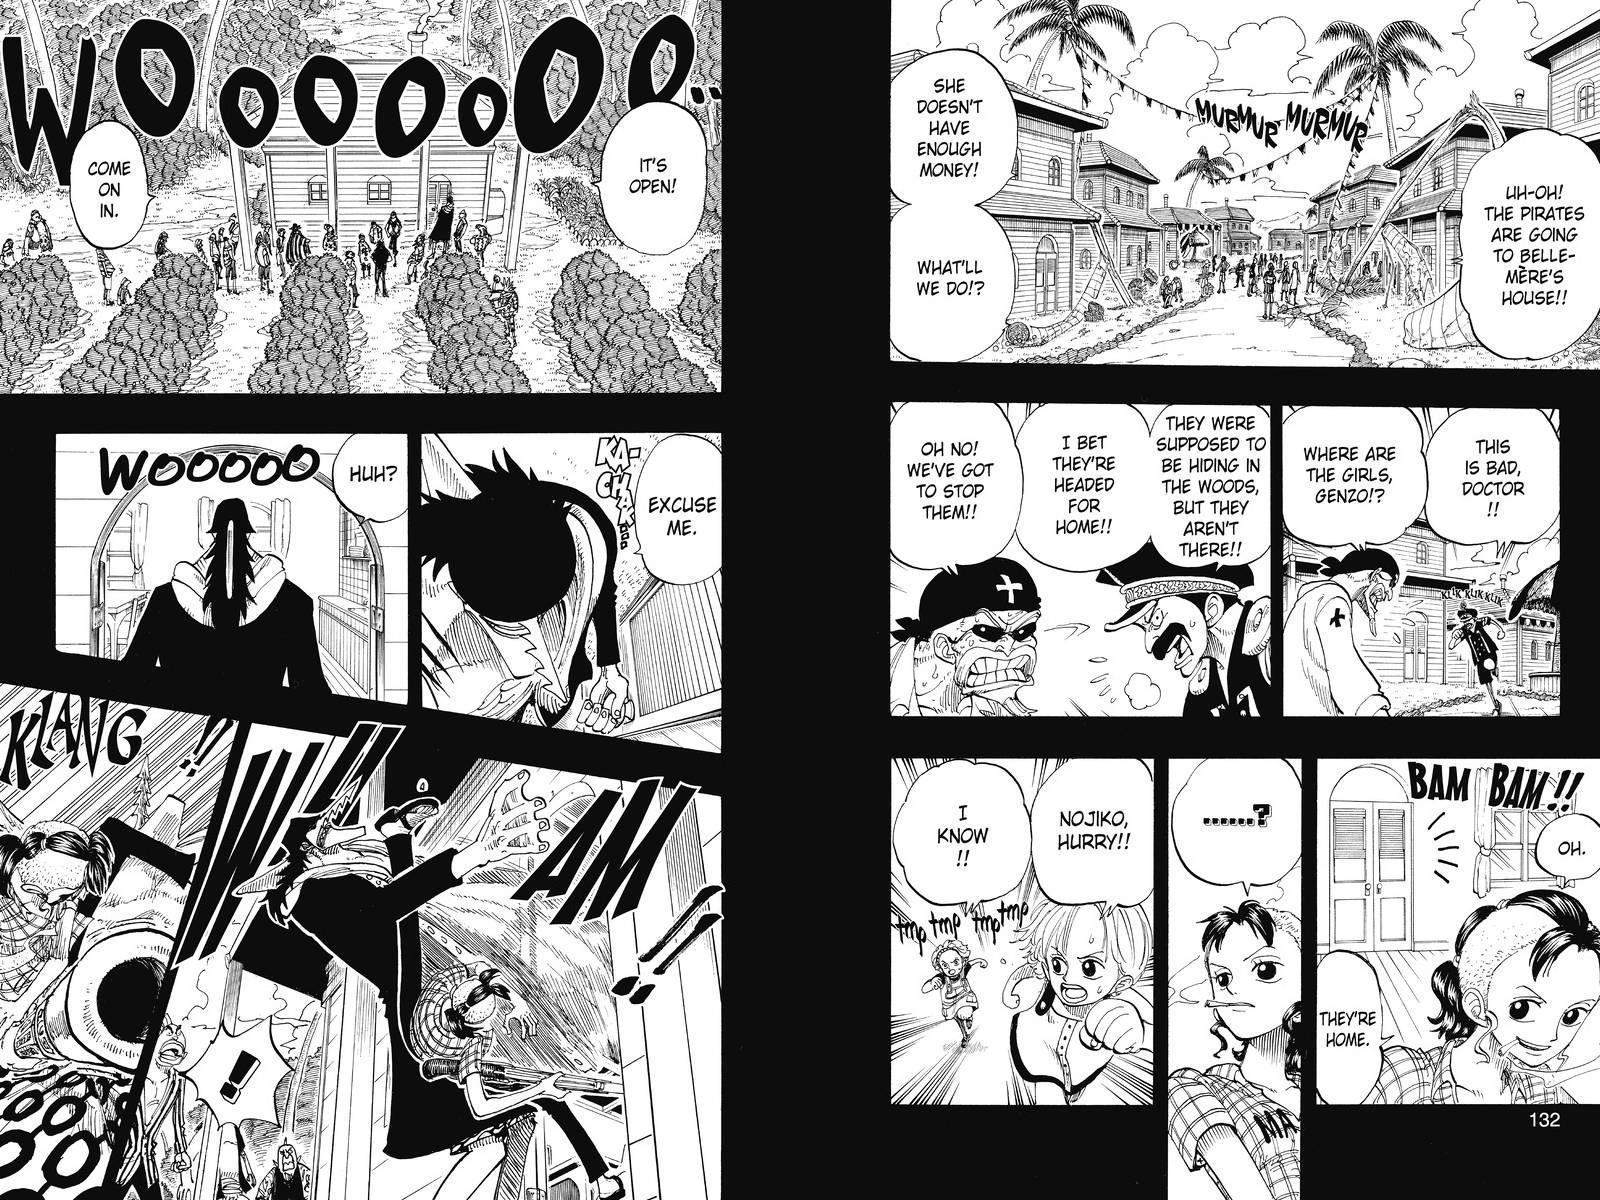 MURMUR MURMUR
UH-OH!
THE PIRATES
ARE GOING
TO BELLE-
MÈRE'S
HOUSE!!
SHE
DOESN'T
HAVE
ENOUGH
MONEY!
WHAT'LL
WE DO!?
THIS
IS BAD,
DOCTOR
!!
KLIK KLIK KLIK
WHERE ARE
THE GIRLS,
GENZO!?
THEY WERE
SUPPOSED TO
BE HIDING IN
THE WOODS,
BUT THEY
AREN'T
THERE!!
I BET
THEY'RE
HEADED
FOR
HOME!!
OH NO!
WE'VE GOT
TO STOP
THEM!!
BAM BAM!!
OH.
THEY'RE
HOME.
.......?
MA
NOJIKO,
HURRY!!
I
KNOW
!!
tmp tmp tmp tmp
132
WOOOOOOO..
IT'S
OPEN!
COME
ON
IN.
KA-
CHAK...
EXCUSE
ME.
WOOOOO
HUH?
WHAM!!
!
KLANG!!